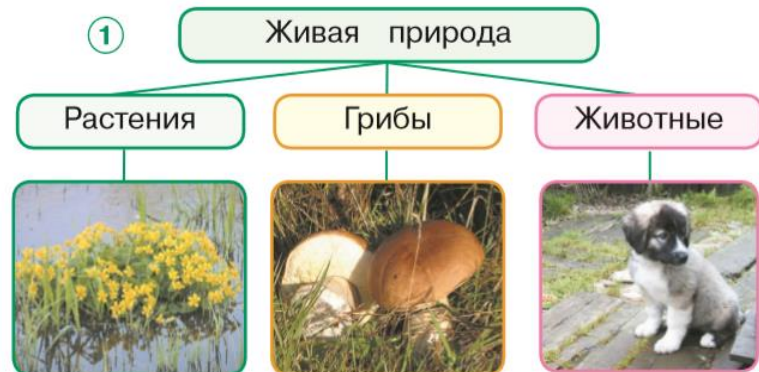 1
Живая природа
Растения
Грибы
Животные